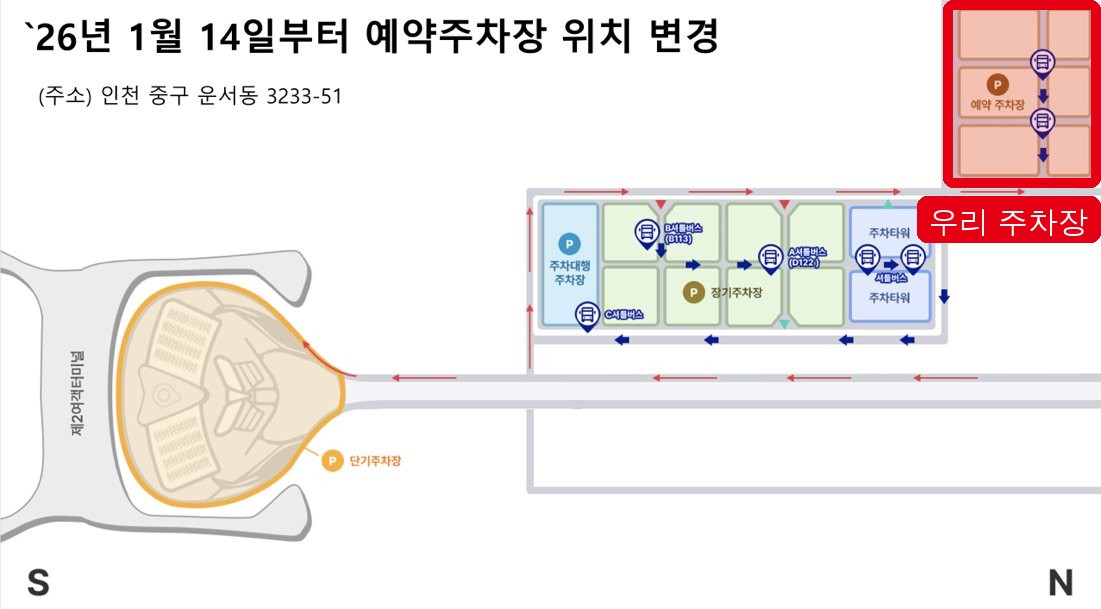 `26년 1월 14일부터 예약주차장 위치 변경
(주소) 인천 중구 운서동 3233-51
P
예약 주차장
우리 주차장
P
주차대행
주차장
B셔틀버스
(B113)
A셔틀버스
(D122)
주차타워
셔틀버스
주차타워
P 장기주차장
C셔틀버스
제2여객터미널
P 단기주차장
S
N